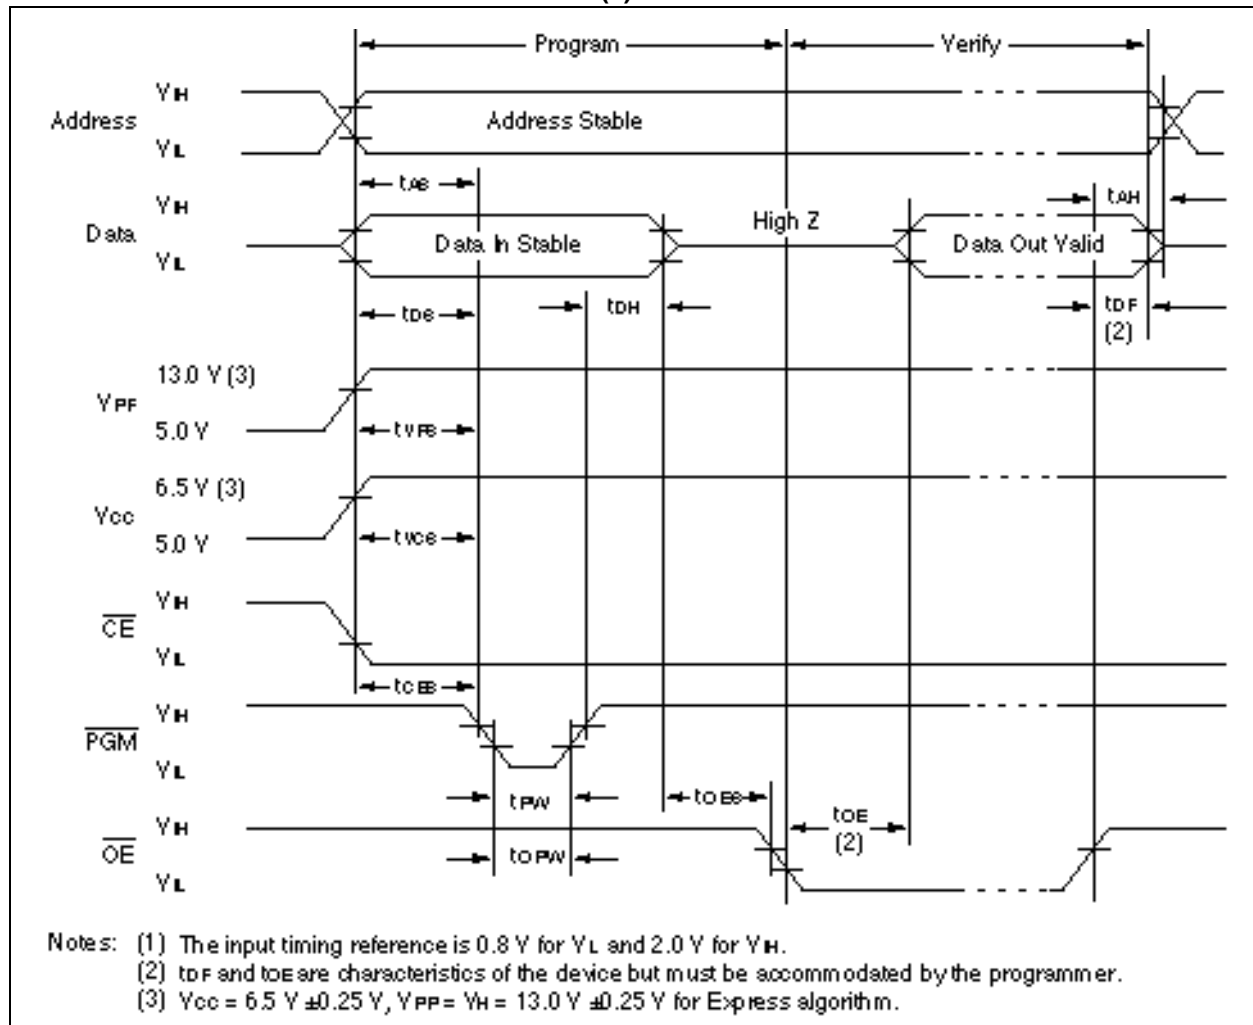 Program
Verify
VIH
Address
Address Stable
VIL
tAS
tAH
VIH
High Z
Data
Data In Stable
Data Out Valid
VIL
tDS
tDH
tDF
(2)
13.0 V (3)
VPP
5.0 V
tVPS
6.5 V (3)
VCC
5.0 V
tVCS
VIH
CE
VIL
tCES
VIH
PGM
VIL
tPW
tOES
tOE
(2)
VIH
OE
tOPW
VIL
Notes: (1) The input timing reference is 0.8 V for VIL and 2.0 V for VIH.
(2) tDF and tOE are characteristics of the device but must be accommodated by the programmer.
(3) Vcc = 6.5 V ±0.25 V, VPP = VH = 13.0 V ±0.25 V for Express algorithm.